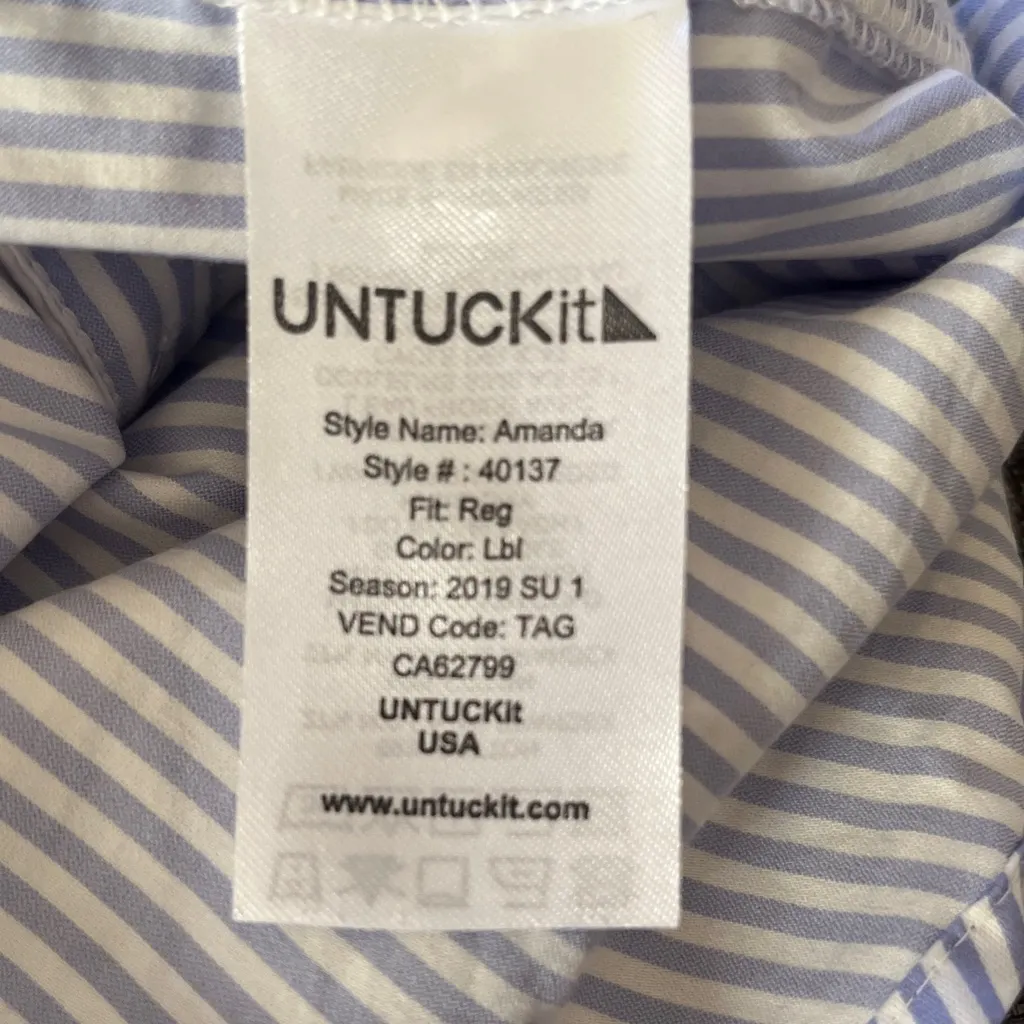 UNTUCKit
Style Name: Amanda
Style # : 40137
Fit: Reg
Color: Lbl
Season: 2019 SU 1
VEND Code: TAG
CA62799
UNTUCKit
USA
www.untuckit.com